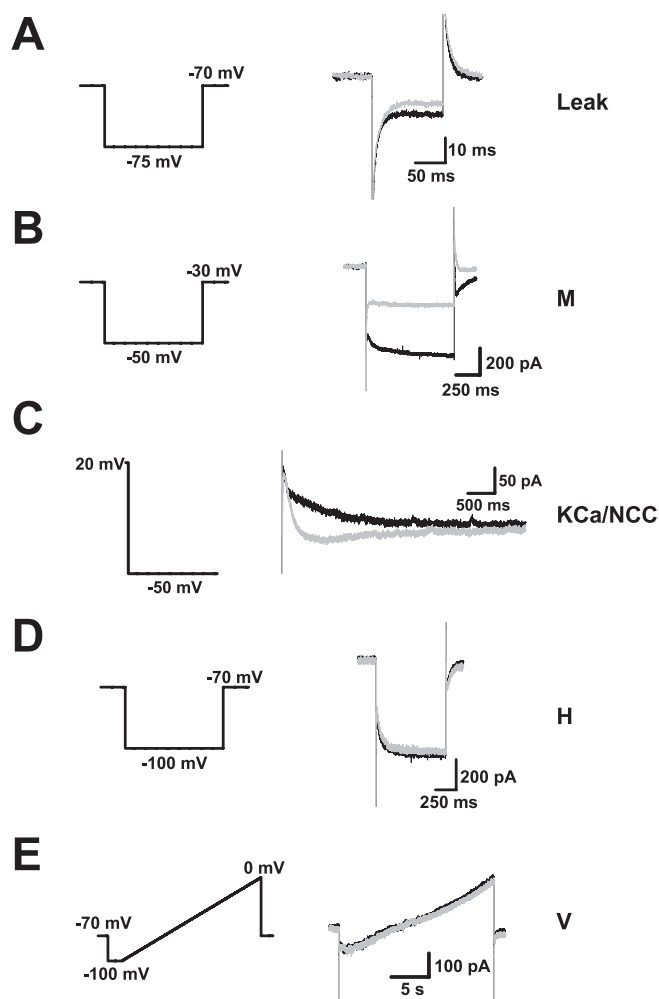 A
-70 mV
-75 mV
10 ms
50 ms
Leak
B
-30 mV
-50 mV
200 pA
250 ms
M
C
20 mV
-50 mV
50 pA
500 ms
KCa/NCC
D
-70 mV
-100 mV
200 pA
250 ms
H
E
0 mV
-70 mV
-100 mV
100 pA
5 s
V